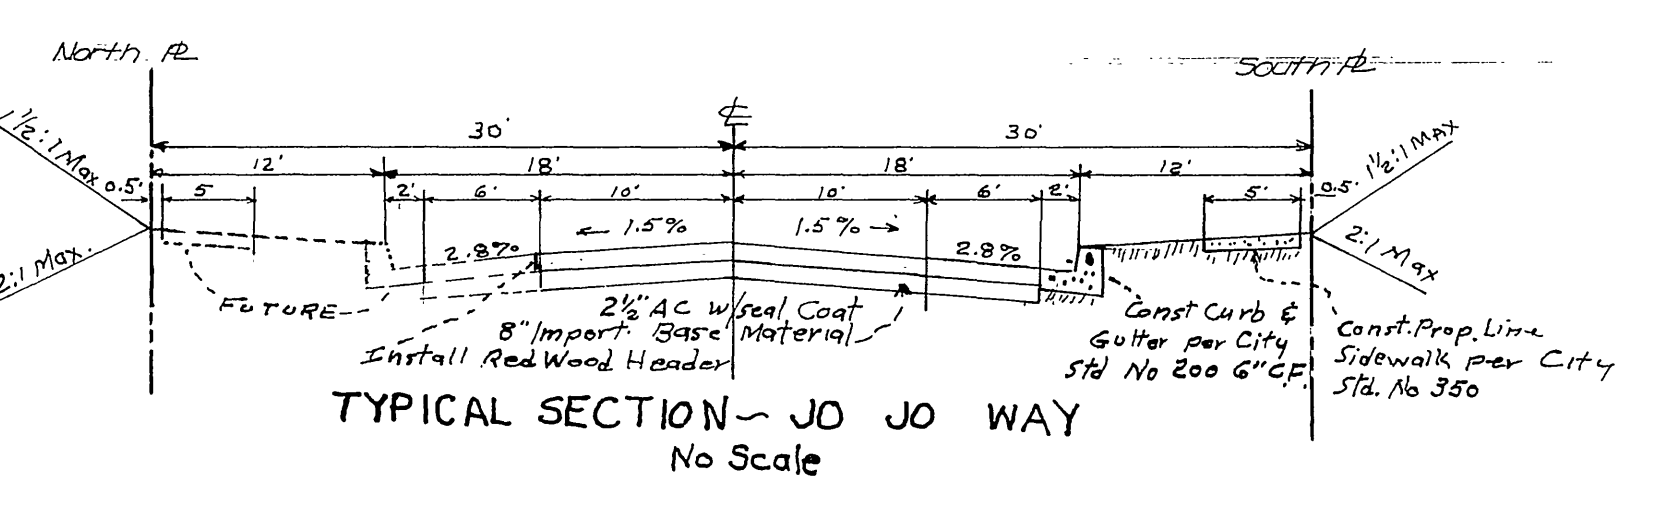 North ⅊
South ⅊
℄
30' 30'
12' 18' 18' 12'
1½:1 Max 0.5' 5 2' 6' 10' 10' 6' 2' 5' 0.5' 1½:1 MAX
← 1.5% 1.5% →
2.8% 2.8%
2:1 Max. 2:1 Max
FUTURE
2½" AC w/seal Coat
8" Import. Base Material
Install Red Wood Header
Const Curb &
Gutter per City
Std No 200 6" C.F.
Const. Prop. Line
Sidewalk per City
Std. No 350
TYPICAL SECTION ~ JO JO WAY
No Scale